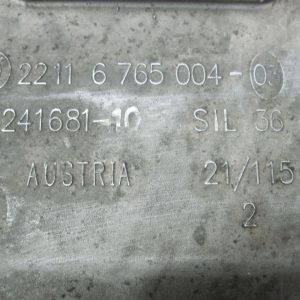 2211 6 765 004-03
241681-10 SIL 36
AUSTRIA 21/115
2